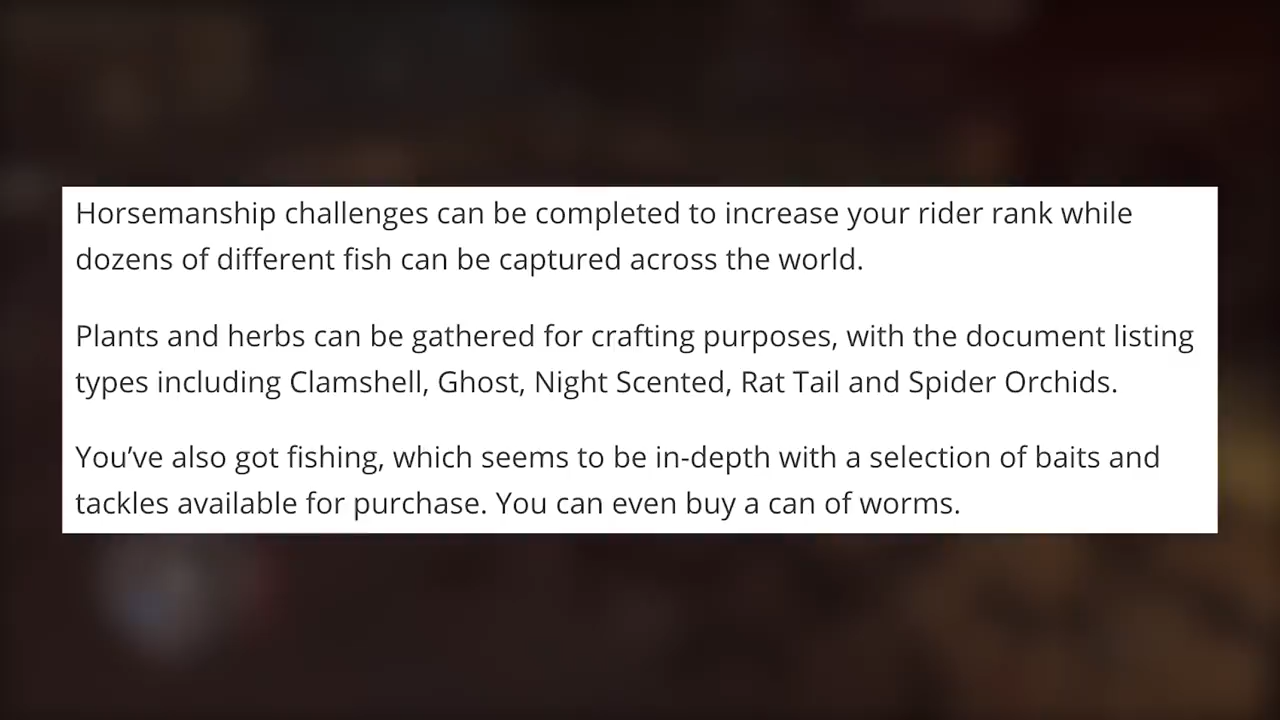 Horsemanship challenges can be completed to increase your rider rank while
dozens of different fish can be captured across the world.
Plants and herbs can be gathered for crafting purposes, with the document listing
types including Clamshell, Ghost, Night Scented, Rat Tail and Spider Orchids.
You’ve also got fishing, which seems to be in-depth with a selection of baits and
tackles available for purchase. You can even buy a can of worms.